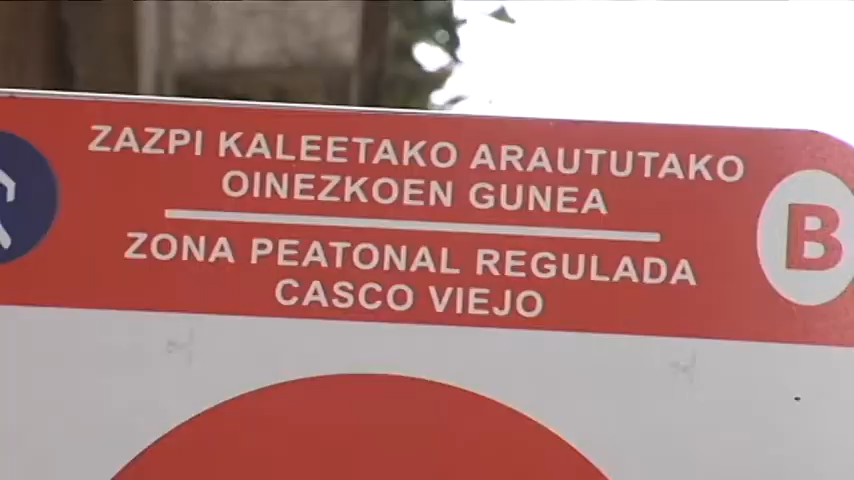 ZAZPI KALEETAKO ARAUTUTAKO
OINEZKOEN GUNEA
ZONA PEATONAL REGULADA
CASCO VIEJO
B